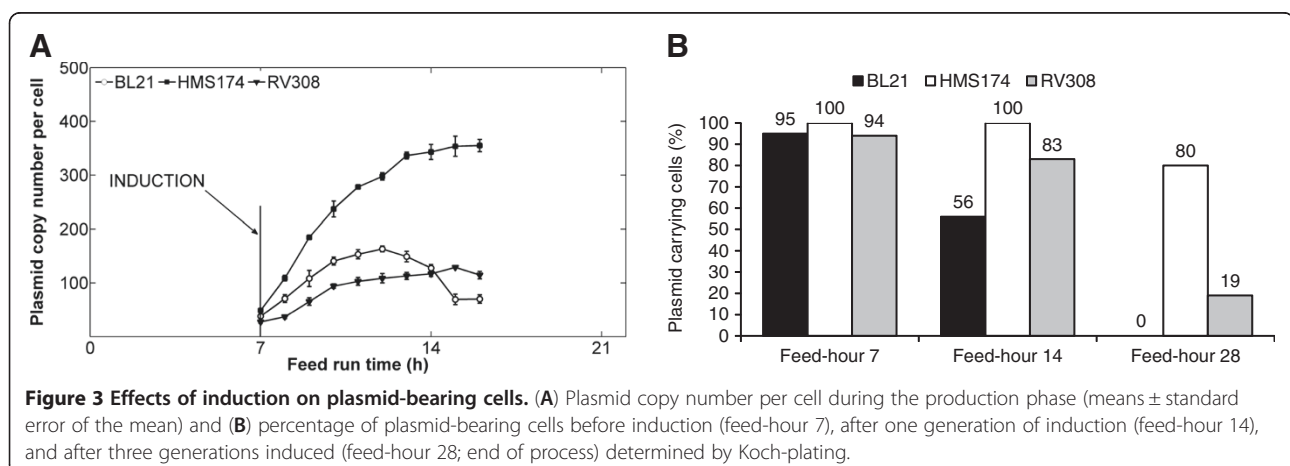 A
500
BL21 HMS174 RV308
400
300
INDUCTION
200
100
0
7
14
21
Plasmid copy number per cell
Feed run time (h)
B
BL21 HMS174 RV308
100
90
80
70
60
50
40
30
20
10
0
Plasmid carrying cells (%)
95 100 94
56 100 83
0 80 19
Feed-hour 7 Feed-hour 14 Feed-hour 28
Figure 3 Effects of induction on plasmid-bearing cells. (A) Plasmid copy number per cell during the production phase (means ± standard
error of the mean) and (B) percentage of plasmid-bearing cells before induction (feed-hour 7), after one generation of induction (feed-hour 14),
and after three generations induced (feed-hour 28; end of process) determined by Koch-plating.